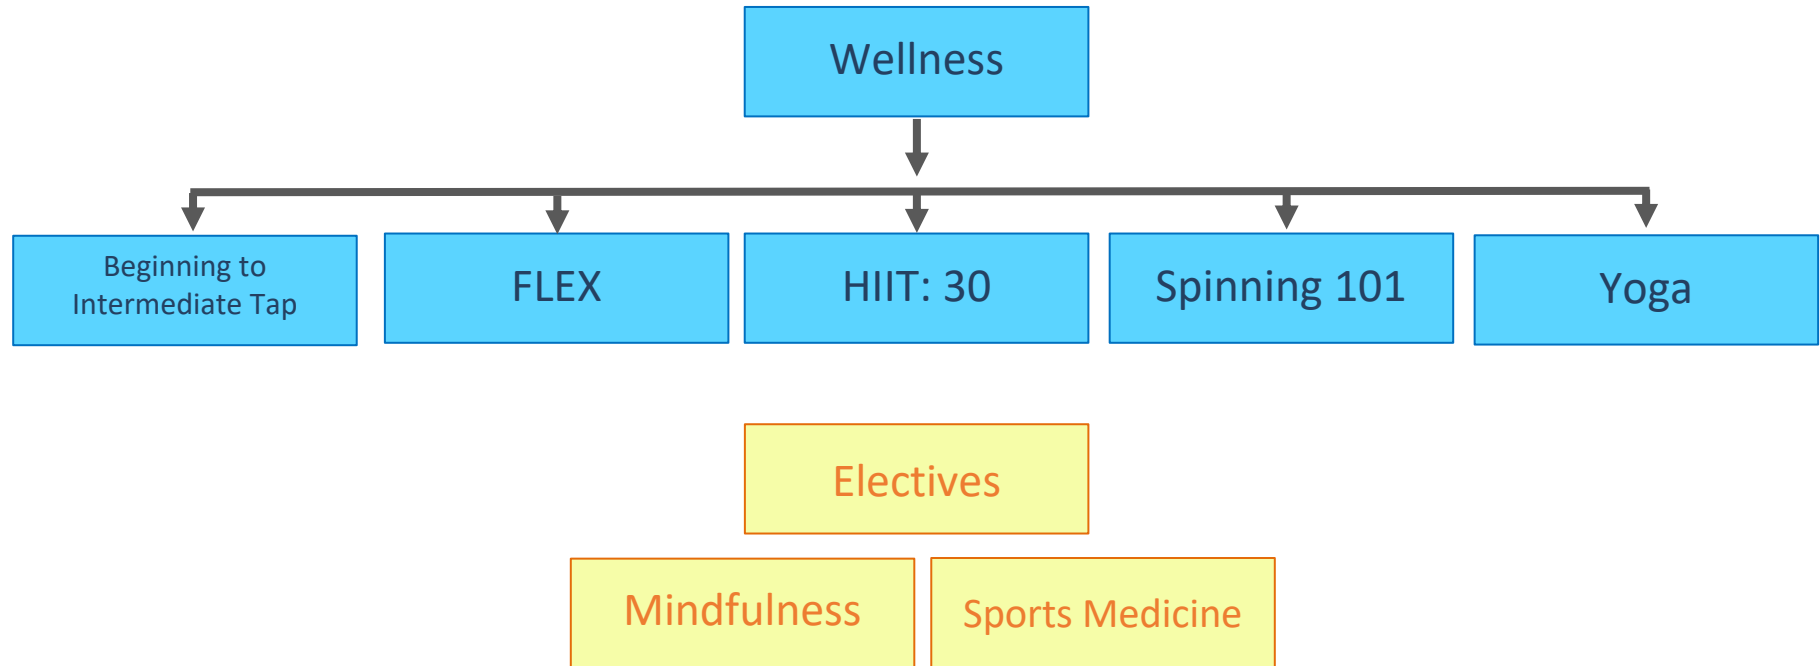 Wellness
Beginning to
Intermediate Tap
FLEX
HIIT: 30
Spinning 101
Yoga
Electives
Mindfulness
Sports Medicine